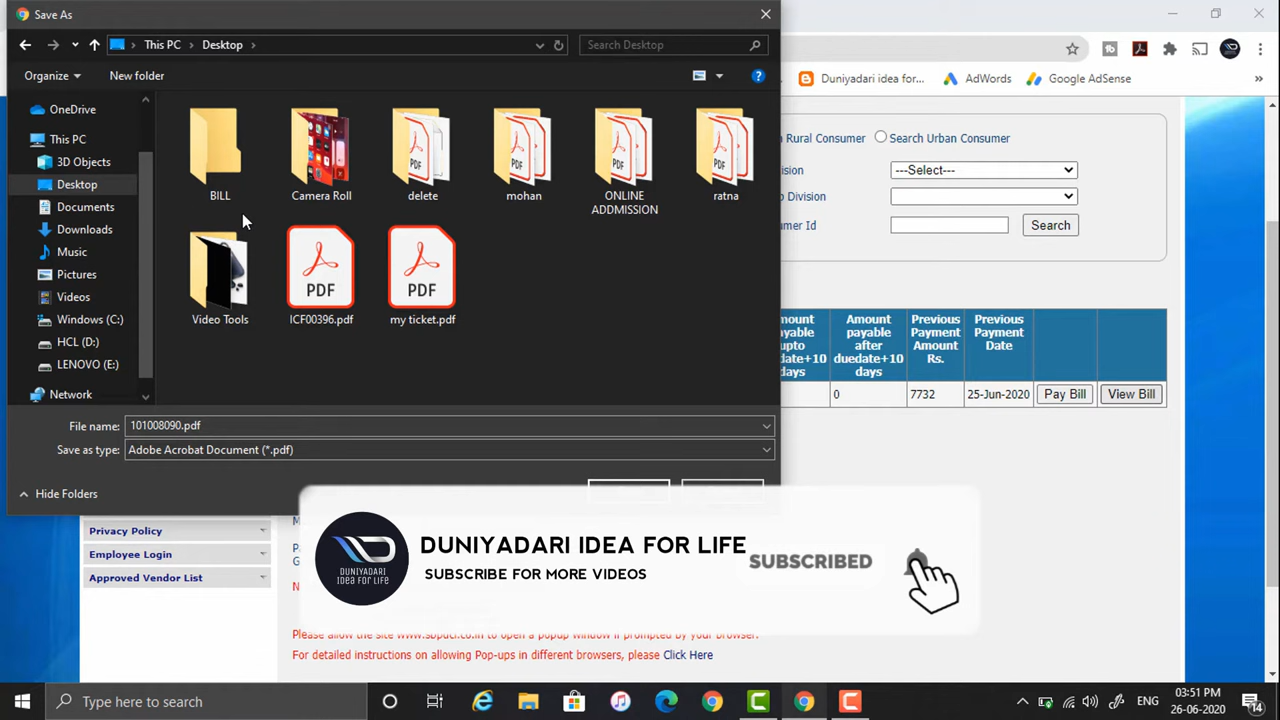 Save As
This PC
Desktop
Search Desktop
Organize
New folder
OneDrive
This PC
3D Objects
Desktop
Documents
Downloads
Music
Pictures
Videos
Windows (C:)
HCL (D:)
LENOVO (E:)
Network
BILL
Camera Roll
delete
mohan
ONLINE
ADDMISSION
ratna
Video Tools
PDF
ICF00396.pdf
PDF
my ticket.pdf
File name:
101008090.pdf
Save as type:
Adobe Acrobat Document (*.pdf)
Hide Folders
Duniyadari idea for...
AdWords
Google AdSense
Rural Consumer
Search Urban Consumer
---Select---
Division
Id
Search
upto
duedate+10
days
Amount
payable
after
duedate+10
days
Previous
Payment
Amount
Rs.
Previous
Payment
Date
0
7732
25-Jun-2020
Pay Bill
View Bill
Privacy Policy
Employee Login
Approved Vendor List
DUNIYADARI IDEA FOR LIFE
SUBSCRIBE FOR MORE VIDEOS
SUBSCRIBED
DUNIYADARI
IDEA FOR LIFE
For detailed instructions on allowing Pop-ups in different browsers, please Click Here
Type here to search
ENG
03:51 PM
26-06-2020
14